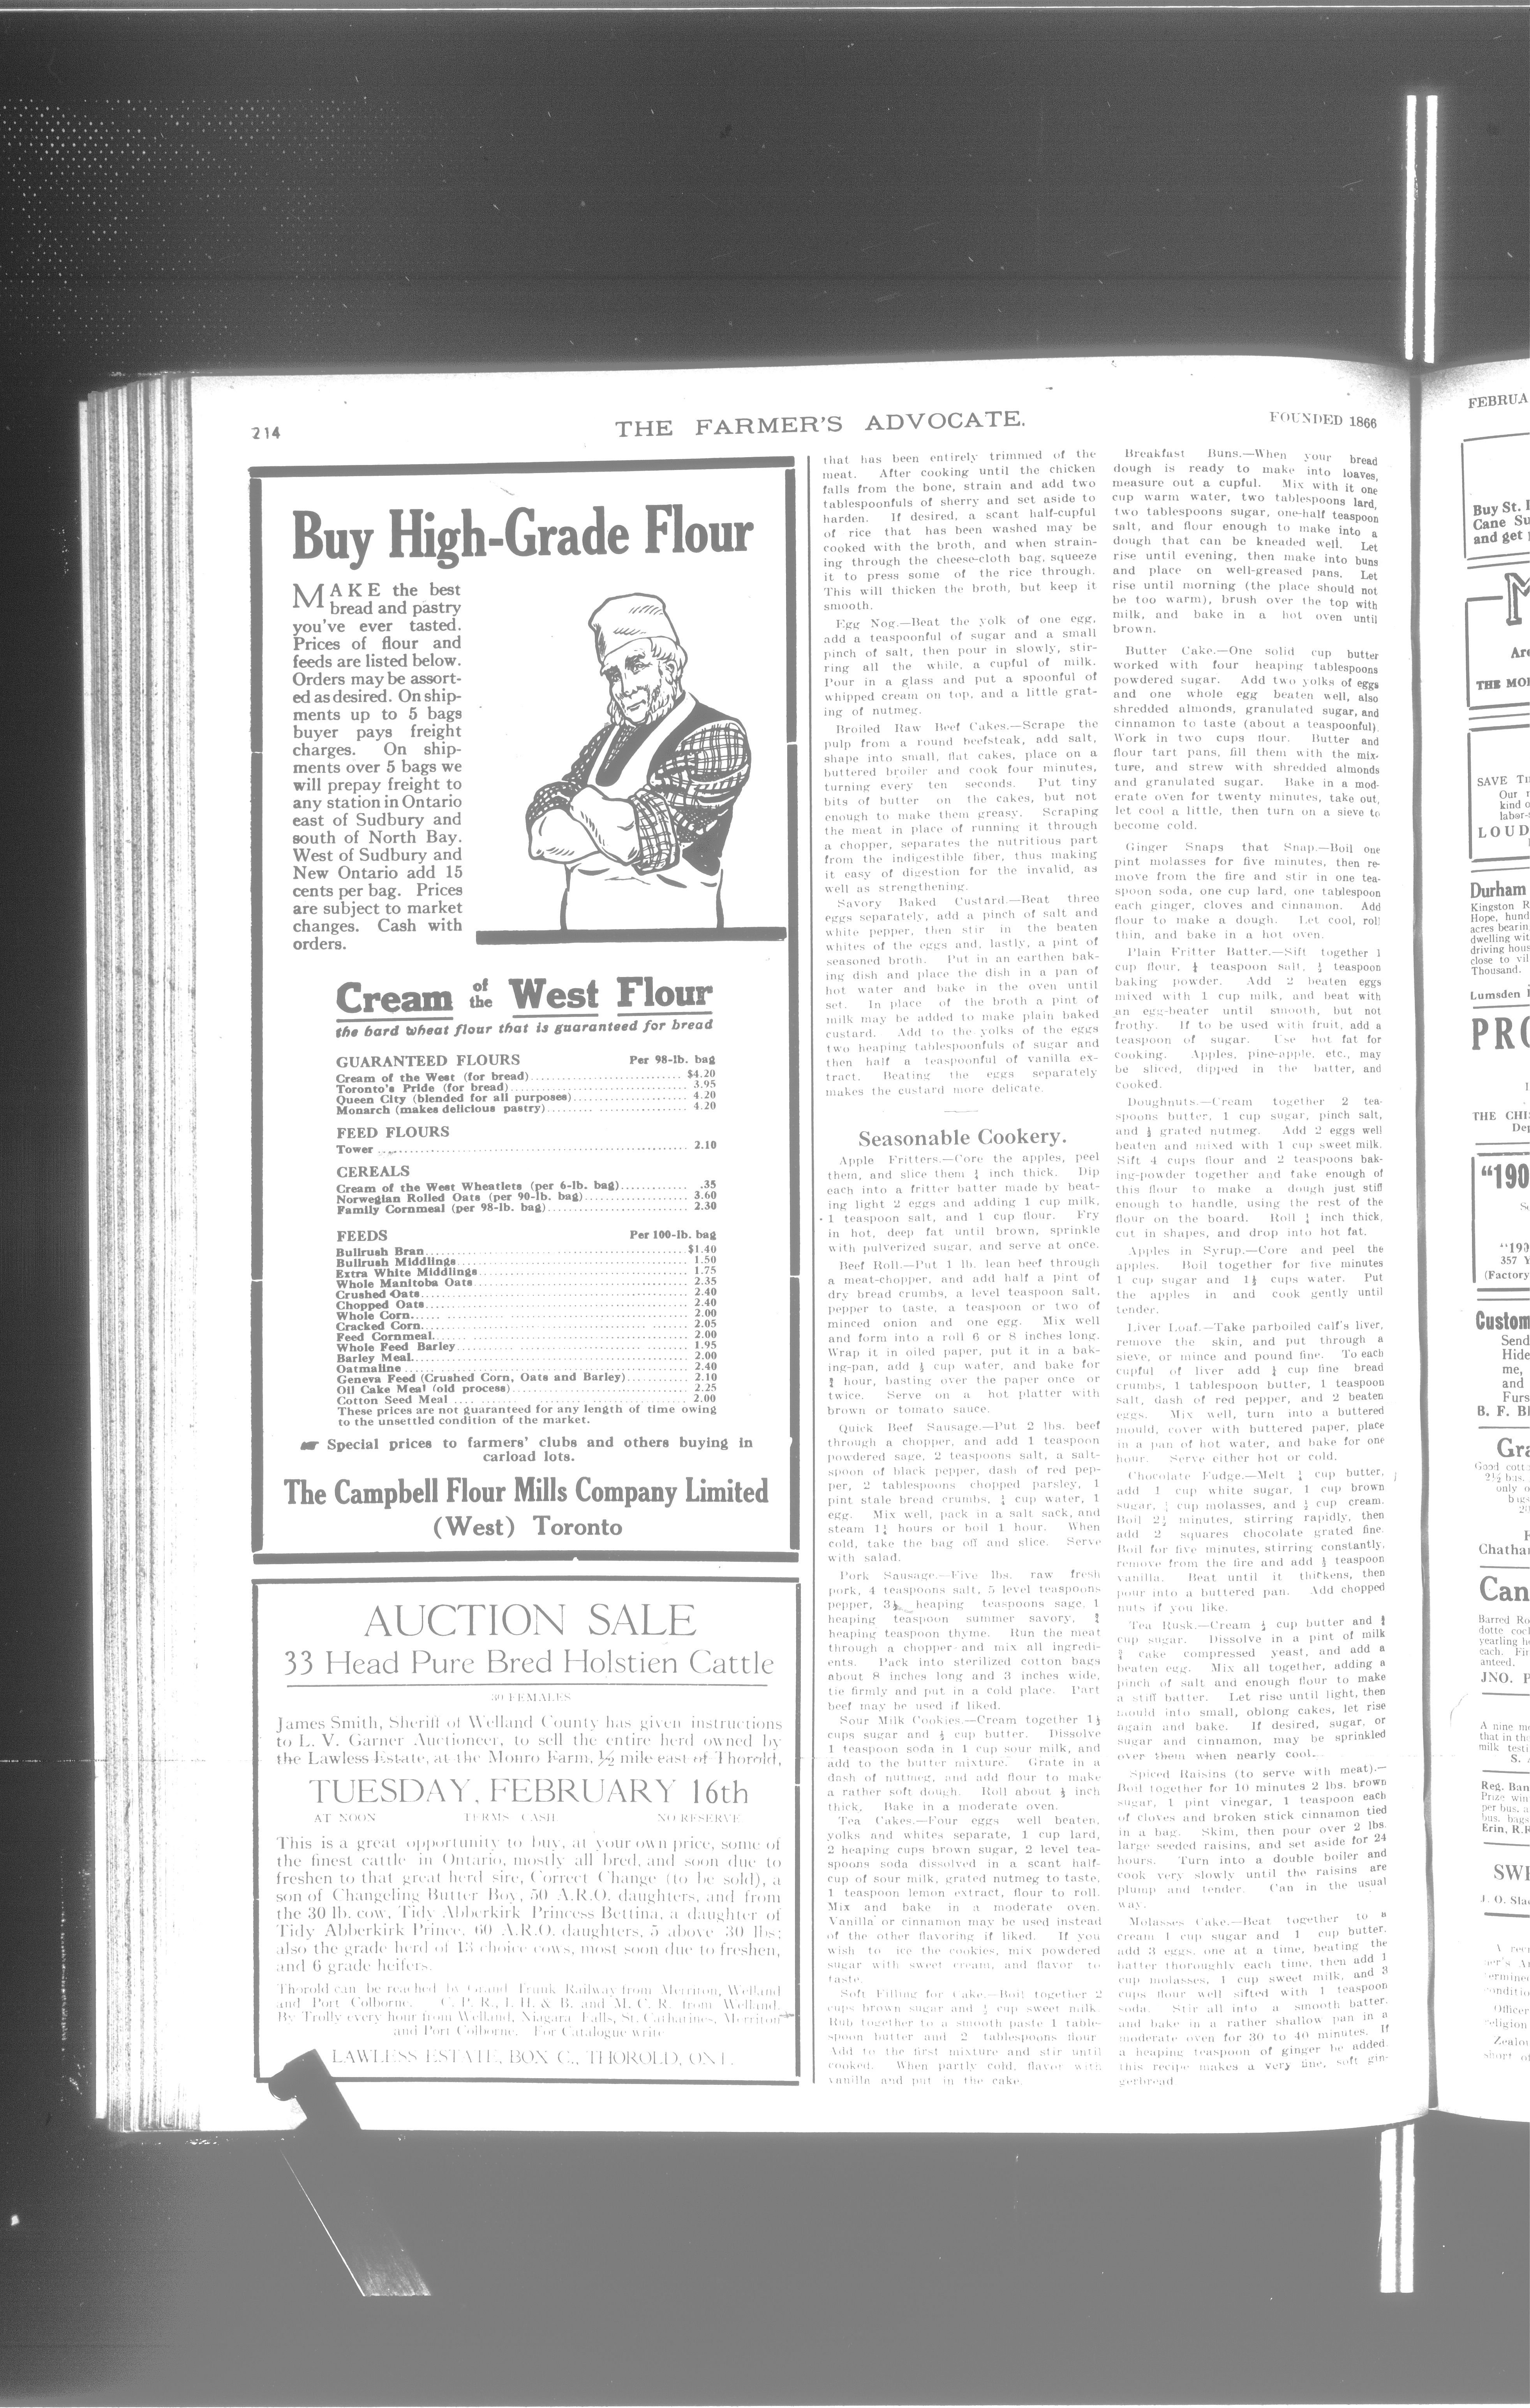 214
THE FARMER'S ADVOCATE.
FOUNDED 1866
Buy High-Grade Flour
MAKE the best
bread and pastry
you've ever tasted.
Prices of flour and
feeds are listed below.
Orders may be assort-
ed as desired. On ship-
ments up to 5 bags
buyer pays freight
charges. On ship-
ments over 5 bags we
will prepay freight to
any station in Ontario
east of Sudbury and
south of North Bay.
West of Sudbury and
New Ontario add 15
cents per bag. Prices
are subject to market
changes. Cash with
orders.
Cream of the West Flour
the hard wheat flour that is guaranteed for bread
GUARANTEED FLOURS Per 98-lb. bag
Cream of the West (for bread) $4.20
Toronto's Pride (for bread) 3.95
Queen City (blended for all purposes) 4.20
Monarch (makes delicious pastry) 4.20
FEED FLOURS
Tower 2.10
CEREALS
Cream of the West Wheatlets (per 6-lb. bag) .35
Norwegian Rolled Oats (per 90-lb. bag) 3.60
Family Cornmeal (per 98-lb. bag) 2.30
FEEDS Per 100-lb. bag
Bullrush Bran $1.40
Bullrush Middlings 1.50
Extra White Middlings 1.75
Whole Manitoba Oats 2.35
Crushed Oats 2.40
Chopped Oats 2.40
Whole Corn 2.00
Cracked Corn 2.05
Feed Cornmeal 2.00
Whole Feed Barley 1.95
Barley Meal 2.00
Oatmaline 2.40
Geneva Feed (Crushed Corn, Oats and Barley) 2.10
Oil Cake Meal (old process) 2.25
Cotton Seed Meal 2.00
These prices are not guaranteed for any length of time owing
to the unsettled condition of the market.
Special prices to farmers' clubs and others buying in
carload lots.
The Campbell Flour Mills Company Limited
(West) Toronto
AUCTION SALE
33 Head Pure Bred Holstien Cattle
30 FEMALES
James Smith, Sheriff of Welland County has given instructions
to L. V. Garner Auctioneer, to sell the entire herd owned by
the Lawless Estate, at the Monro Farm, ½ mile east of Thorold,
TUESDAY, FEBRUARY 16th
AT NOON TERMS CASH NO RESERVE
This is a great opportunity to buy, at your own price, some of
the finest cattle in Ontario, mostly all bred, and soon due to
freshen to that great herd sire, Correct Change (to be sold), a
son of Changeling Butter Boy, 50 A.R.O. daughters, and from
the 30 lb. cow, Tidy Abberkirk Princess Bettina, a daughter of
Tidy Abberkirk Prince, 60 A.R.O. daughters, 5 above 30 lbs;
also the grade herd of 13 choice cows, most soon due to freshen,
and 6 grade heifers.
Thorold can be reached by Grand Trunk Railway from Merriton, Welland
and Port Colborne. C. P. R., T. H. & B. and M. C. R. from Welland.
By Trolly every hour from Welland, Niagara Falls, St. Catharines, Merriton
and Port Colborne. For Catalogue write
LAWLESS ESTATE, BOX C., THOROLD, ONT.
that has been entirely trimmed of the
meat. After cooking until the chicken
falls from the bone, strain and add two
tablespoonfuls of sherry and set aside to
harden. If desired, a scant half-cupful
of rice that has been washed may be
cooked with the broth, and when strain-
ing through the cheese-cloth bag, squeeze
it to press some of the rice through.
This will thicken the broth, but keep it
smooth.
Egg Nog.—Beat the yolk of one egg,
add a teaspoonful of sugar and a small
pinch of salt, then pour in slowly, stir-
ring all the while, a cupful of milk.
Pour in a glass and put a spoonful of
whipped cream on top, and a little grat-
ing of nutmeg.
Broiled Raw Beef Cakes.—Scrape the
pulp from a round beefsteak, add salt,
shape into small, flat cakes, place on a
buttered broiler and cook four minutes,
turning every ten seconds. Put tiny
bits of butter on the cakes, but not
enough to make them greasy. Scraping
the meat in place of running it through
a chopper, separates the nutritious part
from the indigestible fiber, thus making
it easy of digestion for the invalid, as
well as strengthening.
Savory Baked Custard.—Beat three
eggs separately, add a pinch of salt and
white pepper, then stir in the beaten
whites of the eggs and, lastly, a pint of
seasoned broth. Put in an earthen bak-
ing dish and place the dish in a pan of
hot water and bake in the oven until
set. In place of the broth a pint of
milk may be added to make plain baked
custard. Add to the yolks of the eggs
two heaping tablespoonfuls of sugar and
then half a teaspoonful of vanilla ex-
tract. Beating the eggs separately
makes the custard more delicate.
Seasonable Cookery.
Apple Fritters.—Core the apples, peel
them, and slice them inch thick. Dip
each into a fritter batter made by beat-
ing light 2 eggs and adding 1 cup milk,
1 teaspoon salt, and 1 cup flour. Fry
in hot, deep fat until brown, sprinkle
with pulverized sugar, and serve at once.
Beef Roll.—Put 1 lb. lean beef through
a meat-chopper, and add half a pint of
dry bread crumbs, a level teaspoon salt,
pepper to taste, a teaspoon or two of
minced onion and one egg. Mix well
and form into a roll 6 or 8 inches long.
Wrap it in oiled paper, put it in a bak-
ing-pan, add ½ cup water, and bake for
hour, basting over the paper once or
twice. Serve on a hot platter with
brown or tomato sauce.
Quick Beef Sausage.—Put 2 lbs. beef
through a chopper, and add 1 teaspoon
powdered sage, 2 teaspoons salt, a salt-
spoon of black pepper, dash of red pep-
per, 2 tablespoons chopped parsley, 1
pint stale bread crumbs, cup water, 1
egg. Mix well, pack in a salt sack, and
steam hours or boil 1 hour. When
cold, take the bag off and slice. Serve
with salad.
Pork Sausage.—Five lbs. raw fresh
pork, 4 teaspoons salt, 5 level teaspoons
pepper, 3½ heaping teaspoons sage, 1
heaping teaspoon summer savory,
heaping teaspoon thyme. Run the meat
through a chopper and mix all ingredi-
ents. Pack into sterilized cotton bags
about 8 inches long and 3 inches wide,
tie firmly and put in a cold place. Part
beef may be used if liked.
Sour Milk Cookies.—Cream together 1½
cups sugar and ½ cup butter. Dissolve
1 teaspoon soda in 1 cup sour milk, and
add to the butter mixture. Grate in a
dash of nutmeg, and add flour to make
a rather soft dough. Roll about inch
thick, Bake in a moderate oven.
Tea Cakes.—Four eggs well beaten,
yolks and whites separate, 1 cup lard,
2 heaping cups brown sugar, 2 level tea-
spoons soda dissolved in a scant half-
cup of sour milk, grated nutmeg to taste,
1 teaspoon lemon extract, flour to roll.
Mix and bake in a moderate oven.
Vanilla or cinnamon may be used instead
of the other flavoring if liked. If you
wish to ice the cookies, mix powdered
sugar with sweet cream, and flavor to
taste.
Soft Filling for Cake.—Boil together 2
cups brown sugar and cup sweet milk.
Rub together to a smooth paste 1 table-
spoon butter and 2 tablespoons flour
Add to the first mixture and stir until
cooked. When partly cold, flavor with
vanilla and put in the cake.
Breakfast Buns.—When your bread
dough is ready to make into loaves,
measure out a cupful. Mix with it one
cup warm water, two tablespoons lard,
two tablespoons sugar, one-half teaspoon
salt, and flour enough to make into a
dough that can be kneaded well. Let
rise until evening, then make into buns
and place on well-greased pans. Let
rise until morning (the place should not
be too warm), brush over the top with
milk, and bake in a hot oven until
brown.
Butter Cake.—One solid cup butter
worked with four heaping tablespoons
powdered sugar. Add two yolks of eggs
and one whole egg beaten well, also
shredded almonds, granulated sugar, and
cinnamon to taste (about a teaspoonful).
Work in two cups flour. Butter and
flour tart pans, fill them with the mix-
ture, and strew with shredded almonds
and granulated sugar. Bake in a mod-
erate oven for twenty minutes, take out,
let cool a little, then turn on a sieve to
become cold.
Ginger Snaps that Snap.—Boil one
pint molasses for five minutes, then re-
move from the fire and stir in one tea-
spoon soda, one cup lard, one tablespoon
each ginger, cloves and cinnamon. Add
flour to make a dough. Let cool, roll
thin, and bake in a hot oven.
Plain Fritter Batter.—Sift together 1
cup flour, teaspoon salt, teaspoon
baking powder. Add 2 beaten eggs
mixed with 1 cup milk, and beat with
an egg-beater until smooth, but not
frothy. If to be used with fruit, add a
teaspoon of sugar. Use hot fat for
cooking. Apples, pine-apple, etc., may
be sliced, dipped in the batter, and
cooked.
Doughnuts.—Cream together 2 tea-
spoons butter, 1 cup sugar, pinch salt,
and ½ grated nutmeg. Add 2 eggs well
beaten and mixed with 1 cup sweet milk.
Sift 4 cups flour and 2 teaspoons bak-
ing-powder together and take enough of
this flour to make a dough just stiff
enough to handle, using the rest of the
flour on the board. Roll inch thick,
cut in shapes, and drop into hot fat.
Apples in Syrup.—Core and peel the
apples. Boil together for five minutes
1 cup sugar and 1½ cups water. Put
the apples in and cook gently until
tender.
Liver Loaf.—Take parboiled calf's liver,
remove the skin, and put through a
sieve, or mince and pound fine. To each
cupful of liver add cup fine bread
crumbs, 1 tablespoon butter, 1 teaspoon
salt, dash of red pepper, and 2 beaten
eggs. Mix well, turn into a buttered
mould, cover with buttered paper, place
in a pan of hot water, and bake for one
hour. Serve either hot or cold.
Chocolate Fudge.—Melt cup butter,
add 1 cup white sugar, 1 cup brown
sugar, cup molasses, and ½ cup cream.
Boil 2½ minutes, stirring rapidly, then
add 2 squares chocolate grated fine.
Boil for five minutes, stirring constantly,
remove from the fire and add ½ teaspoon
vanilla. Beat until it thickens, then
pour into a buttered pan. Add chopped
nuts if you like.
Tea Rusk.—Cream cup butter and
cup sugar. Dissolve in a pint of milk
cake compressed yeast, and add a
beaten egg. Mix all together, adding a
pinch of salt and enough flour to make
a stiff batter. Let rise until light, then
mould into small, oblong cakes, let rise
again and bake. If desired, sugar, or
sugar and cinnamon, may be sprinkled
over them when nearly cool.
Spiced Raisins (to serve with meat).—
Boil together for 10 minutes 2 lbs. brown
sugar, 1 pint vinegar, 1 teaspoon each
of cloves and broken stick cinnamon tied
in a bag. Skim, then pour over 2 lbs.
large seeded raisins, and set aside for 24
hours. Turn into a double boiler and
cook very slowly until the raisins are
plump and tender. Can in the usual
way.
Molasses Cake.—Beat together to a
cream 1 cup sugar and 1 cup butter,
add 3 eggs, one at a time, beating the
batter thoroughly each time, then add 1
cup molasses, 1 cup sweet milk, and 3
cups flour well sifted with 1 teaspoon
soda. Stir all into a smooth batter,
and bake in a rather shallow pan in a
moderate oven for 30 to 40 minutes. If
a heaping teaspoon of ginger be added
this recipe makes a very fine, soft gin-
gerbread
FEBRUA
Buy St.
Cane Su
and get
M
Are
THE MO
SAVE TI
Our
kind o
labor-
LOUD
Durham
Kingston R
Hope, hund
acres bearin
dwelling wit
driving hous
close to vil
Thousand.
Lumsden
PRO
THE CHI
Dep
"190
"190
357 Y
(Factory
Custom
Send
Hide
me,
and
Furs
B. F. B
Gra
Good cott
2½ bus.
only o
bags
Chathar
Can
Barred Ro
dotte coc
yearling he
each. Fi
anteed.
JNO. P
A nine m
that in th
milk testi
S.
Reg. Ban
Prize win
per bus.
bus. bags
Erin, R.R
SWE
J. O. Sla
Officer
Zealou
short of